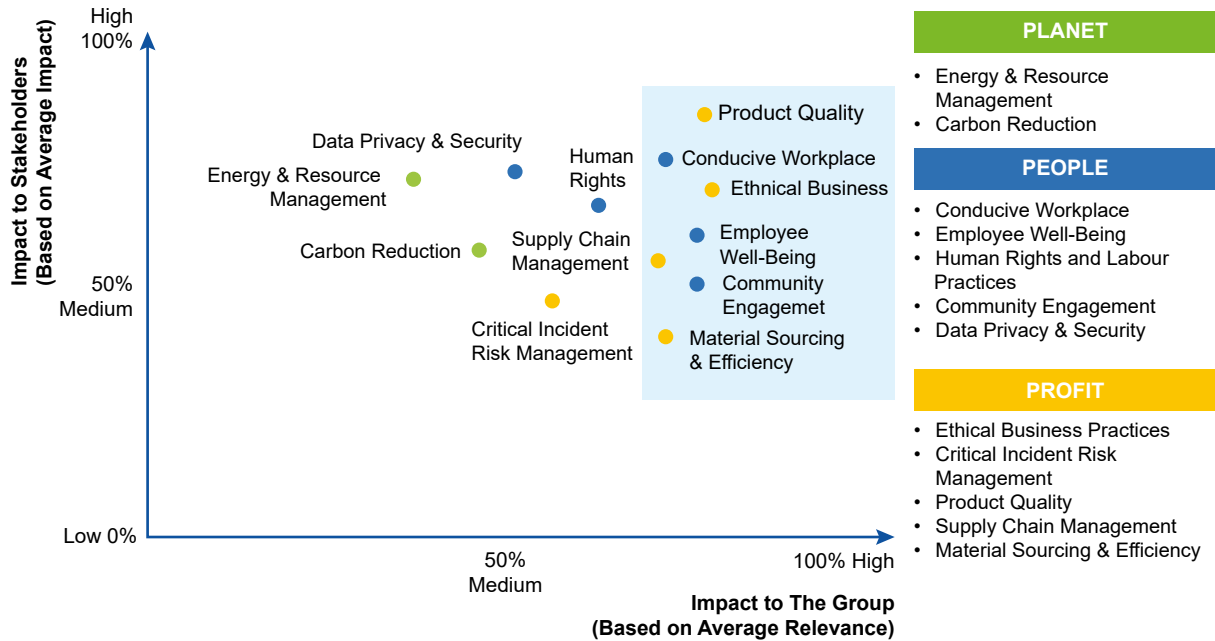 High
100%
Impact to Stakeholders
(Based on Average Impact)
50%
Medium
Low 0%
Product Quality
Data Privacy & Security
Human
Rights
Conducive Workplace
Energy & Resource
Management
Ethnical Business
Carbon Reduction
Supply Chain
Management
Employee
Well-Being
Community
Engagemet
Critical Incident
Risk Management
Material Sourcing
& Efficiency
50%
Medium
100% High
Impact to The Group
(Based on Average Relevance)
PLANET
• Energy & Resource
Management
• Carbon Reduction
PEOPLE
• Conducive Workplace
• Employee Well-Being
• Human Rights and Labour
Practices
• Community Engagement
• Data Privacy & Security
PROFIT
• Ethical Business Practices
• Critical Incident Risk
Management
• Product Quality
• Supply Chain Management
• Material Sourcing & Efficiency